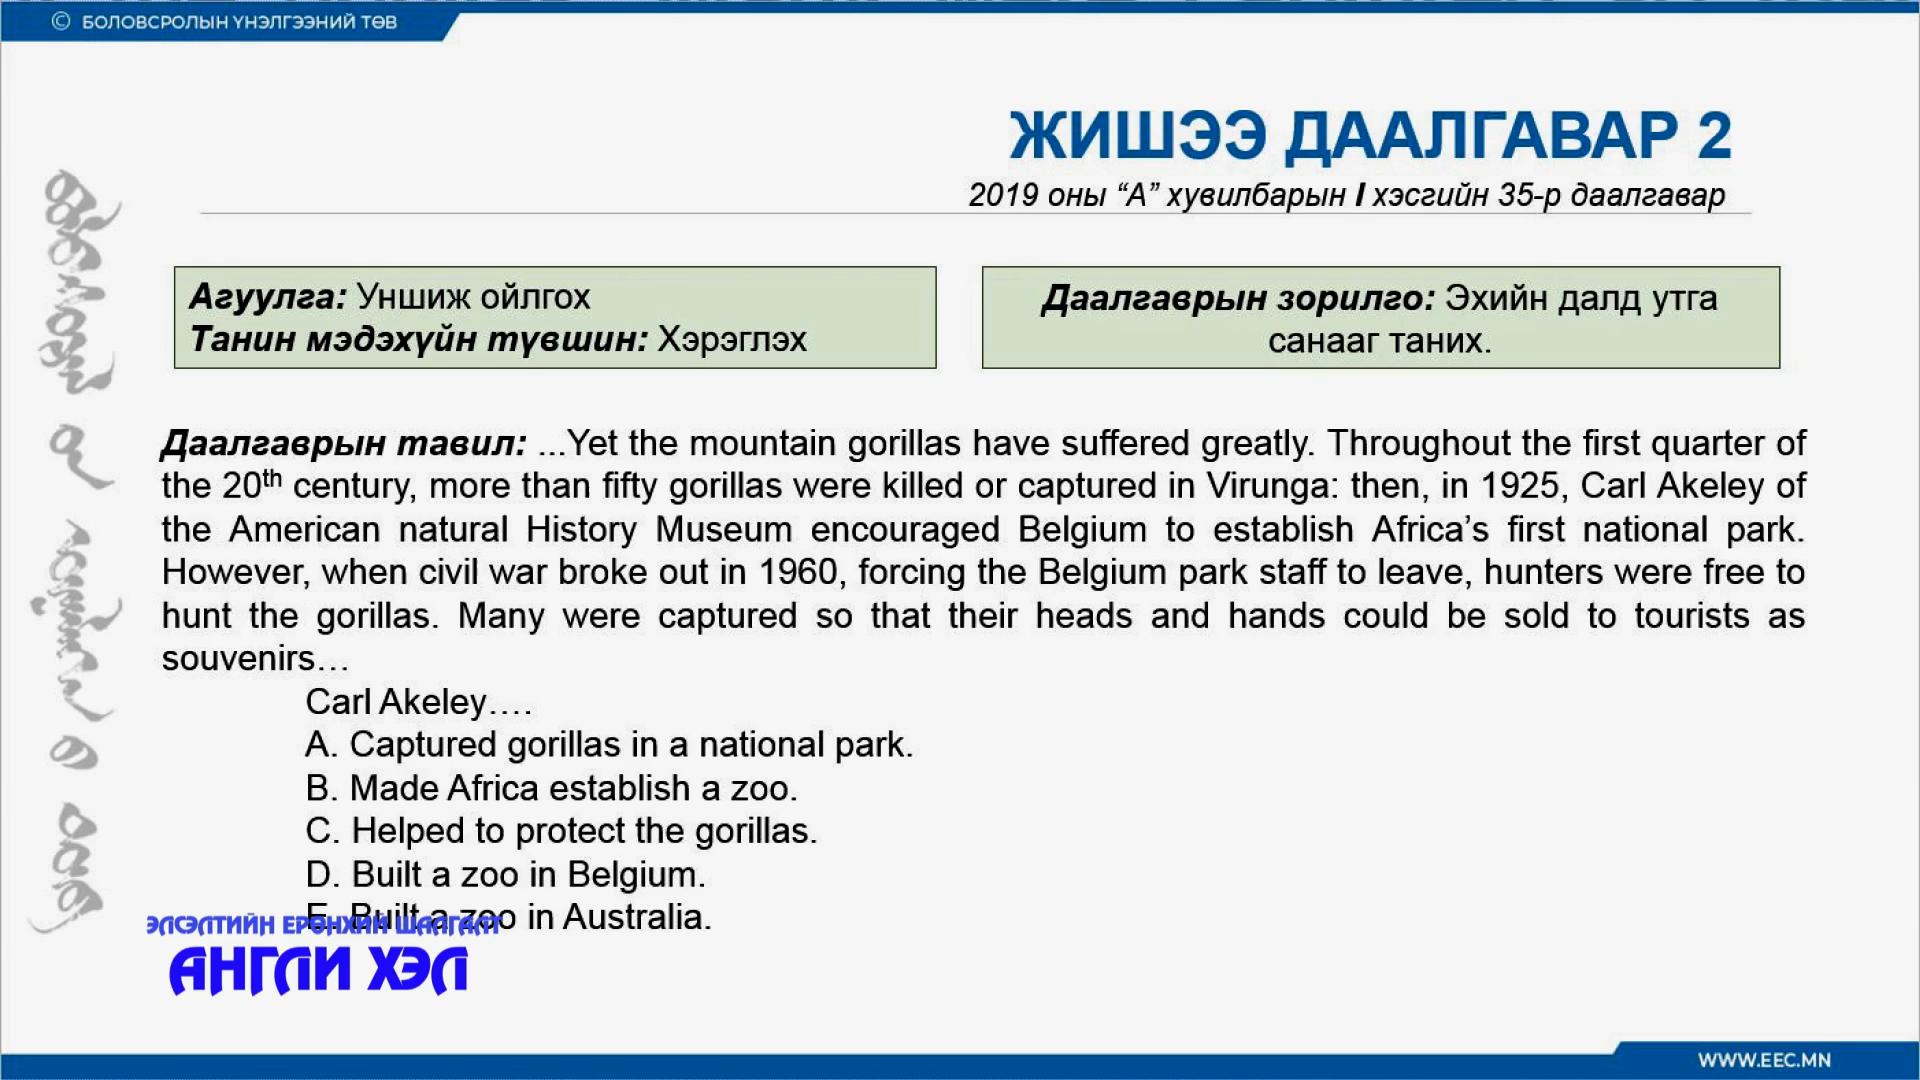 © БОЛОВСРОЛЫН ҮНЭЛГЭЭНИЙ ТӨВ
ЖИШЭЭ ДААЛГАВАР 2
2019 оны “А” хувилбарын I хэсгийн 35-р даалгавар
Агуулга: Уншиж ойлгох
Танин мэдэхүйн түвшин: Хэрэглэх
Даалгаврын зорилго: Эхийн далд утга
санааг таних.
Даалгаврын тавил: ...Yet the mountain gorillas have suffered greatly. Throughout the first quarter of
the 20th century, more than fifty gorillas were killed or captured in Virunga: then, in 1925, Carl Akeley of
the American natural History Museum encouraged Belgium to establish Africa’s first national park.
However, when civil war broke out in 1960, forcing the Belgium park staff to leave, hunters were free to
hunt the gorillas. Many were captured so that their heads and hands could be sold to tourists as
souvenirs…
Carl Akeley….
A. Captured gorillas in a national park.
B. Made Africa establish a zoo.
C. Helped to protect the gorillas.
D. Built a zoo in Belgium.
E. Built a zoo in Australia.
ЭЛСЭЛТИЙН ЕРӨНХИЙ ШАЛГАЛТ
АНГЛИ ХЭЛ
WWW.EEC.MN